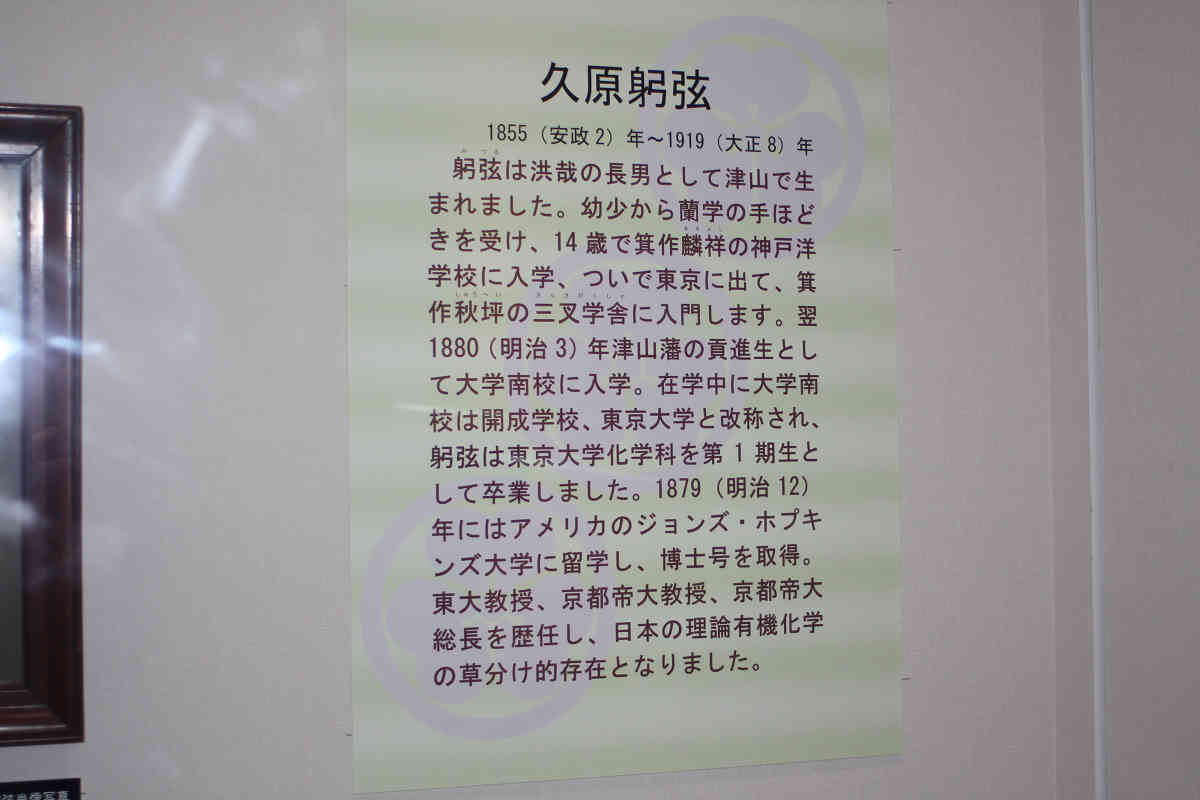 久原躬弦
1855（安政2）年～1919（大正8）年
躬弦は洪哉の長男として津山で生
まれました。幼少から蘭学の手ほど
きを受け、14歳で箕作麟祥の神戸洋
学校に入学、ついで東京に出て、箕
作秋坪の三叉学舎に入門します。翌
1880（明治3）年津山藩の貢進生とし
て大学南校に入学。在学中に大学南
校は開成学校、東京大学と改称され、
躬弦は東京大学化学科を第1期生と
して卒業しました。1879（明治12）
年にはアメリカのジョンズ・ホプキ
ンズ大学に留学し、博士号を取得。
東大教授、京都帝大教授、京都帝大
総長を歴任し、日本の理論有機化学
の草分け的存在となりました。